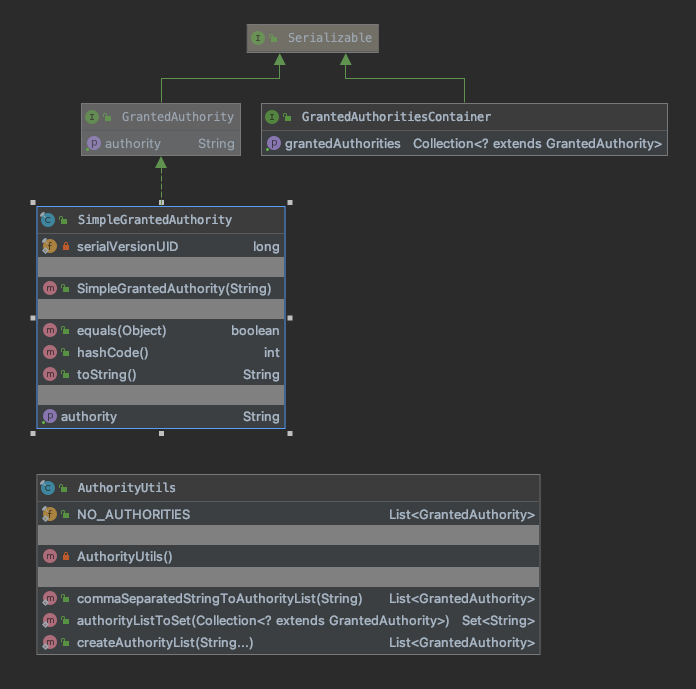 Serializable
GrantedAuthority
authority String
GrantedAuthoritiesContainer
grantedAuthorities Collection<? extends GrantedAuthority>
SimpleGrantedAuthority
serialVersionUID long
SimpleGrantedAuthority(String)
equals(Object) boolean
hashCode() int
toString() String
authority String
AuthorityUtils
NO_AUTHORITIES List<GrantedAuthority>
AuthorityUtils()
commaSeparatedStringToAuthorityList(String) List<GrantedAuthority>
authorityListToSet(Collection<? extends GrantedAuthority>) Set<String>
createAuthorityList(String...) List<GrantedAuthority>